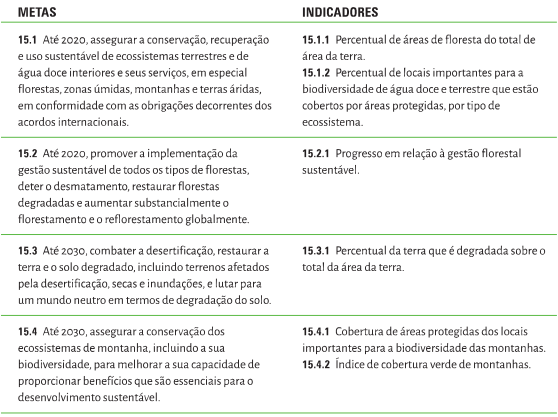 METAS
INDICADORES
15.1 Até 2020, assegurar a conservação, recuperação
e uso sustentável de ecossistemas terrestres e de
água doce interiores e seus serviços, em especial
florestas, zonas úmidas, montanhas e terras áridas,
em conformidade com as obrigações decorrentes dos
acordos internacionais.
15.1.1 Percentual de áreas de floresta do total de
área da terra.
15.1.2 Percentual de locais importantes para a
biodiversidade de água doce e terrestre que estão
cobertos por áreas protegidas, por tipo de
ecossistema.
15.2 Até 2020, promover a implementação da
gestão sustentável de todos os tipos de florestas,
deter o desmatamento, restaurar florestas
degradadas e aumentar substancialmente o
florestamento e o reflorestamento globalmente.
15.2.1 Progresso em relação à gestão florestal
sustentável.
15.3 Até 2030, combater a desertificação, restaurar a
terra e o solo degradado, incluindo terrenos afetados
pela desertificação, secas e inundações, e lutar para
um mundo neutro em termos de degradação do solo.
15.3.1 Percentual da terra que é degradada sobre o
total da área da terra.
15.4 Até 2030, assegurar a conservação dos
ecossistemas de montanha, incluindo a sua
biodiversidade, para melhorar a sua capacidade de
proporcionar benefícios que são essenciais para o
desenvolvimento sustentável.
15.4.1 Cobertura de áreas protegidas dos locais
importantes para a biodiversidade das montanhas.
15.4.2 Índice de cobertura verde de montanhas.